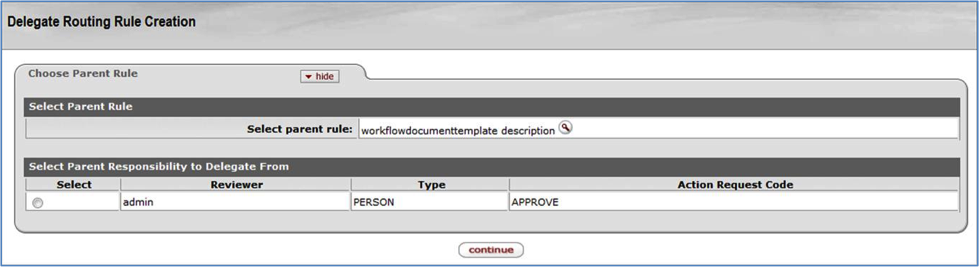 Delegate Routing Rule Creation
Choose Parent Rule hide
Select Parent Rule
Select parent rule: workflowdocumenttemplate description
Select Parent Responsibility to Delegate From
Select Reviewer Type Action Request Code
admin PERSON APPROVE
continue